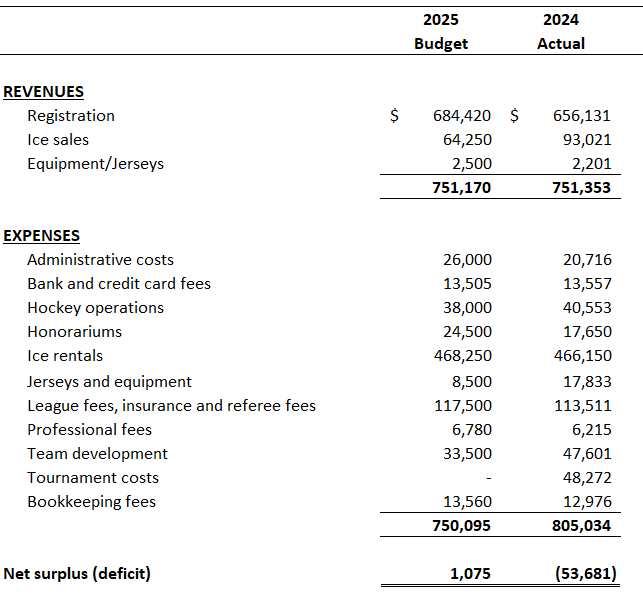 2025 2024
Budget Actual
REVENUES
Registration $ 684,420 $ 656,131
Ice sales 64,250 93,021
Equipment/Jerseys 2,500 2,201
751,170 751,353
EXPENSES
Administrative costs 26,000 20,716
Bank and credit card fees 13,505 13,557
Hockey operations 38,000 40,553
Honorariums 24,500 17,650
Ice rentals 468,250 466,150
Jerseys and equipment 8,500 17,833
League fees, insurance and referee fees 117,500 113,511
Professional fees 6,780 6,215
Team development 33,500 47,601
Tournament costs - 48,272
Bookkeeping fees 13,560 12,976
750,095 805,034
Net surplus (deficit) 1,075 (53,681)